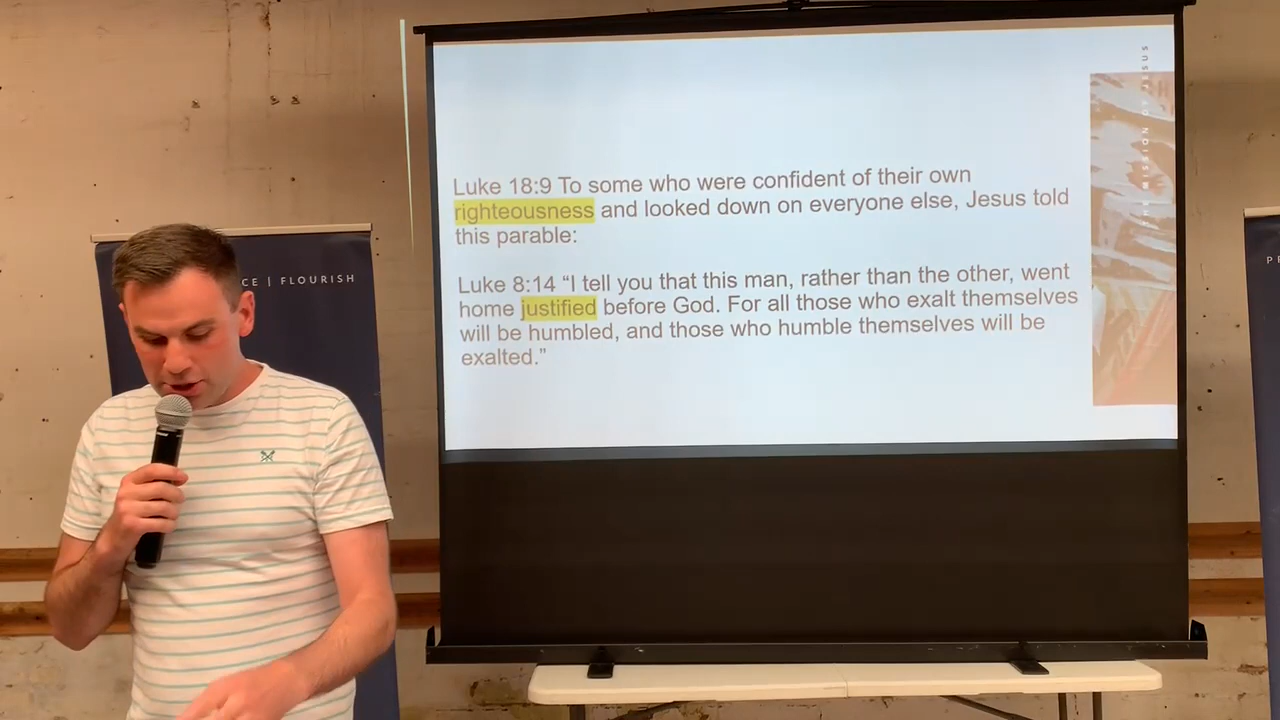 CE | FLOURISH
Luke 18:9 To some who were confident of their own
righteousness and looked down on everyone else, Jesus told
this parable:
Luke 8:14 “I tell you that this man, rather than the other, went
home justified before God. For all those who exalt themselves
will be humbled, and those who humble themselves will be
exalted.”
MISSION OF JESUS